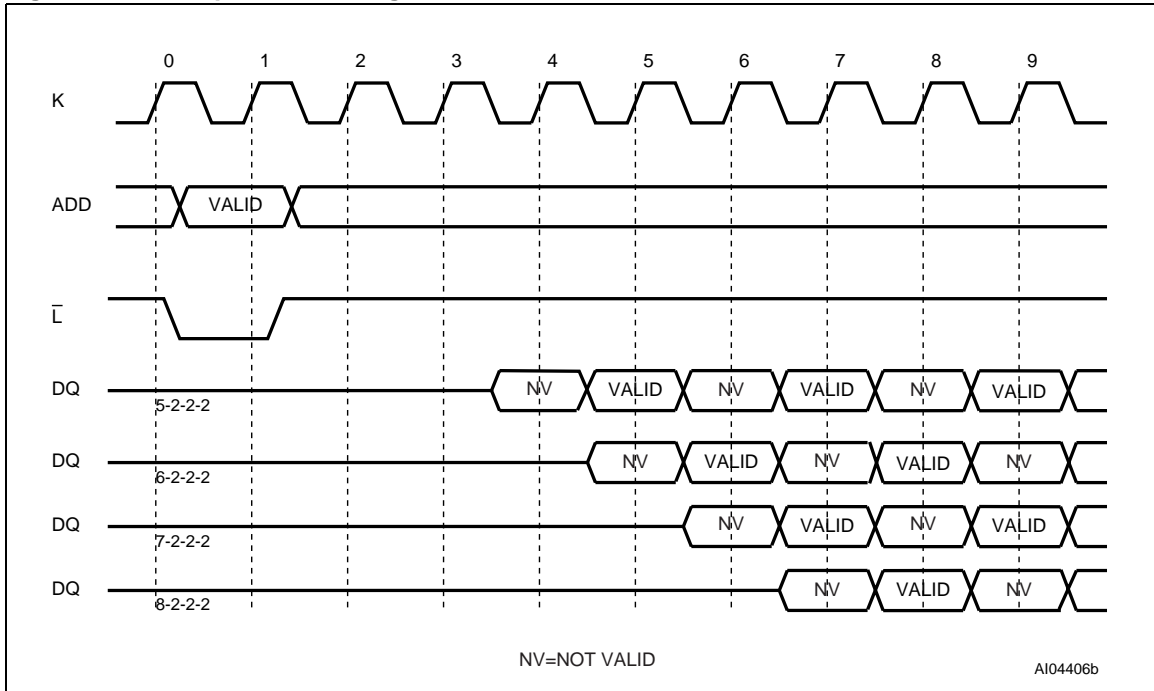 0 1 2 3 4 5 6 7 8 9
K
ADD VALID
L̅
DQ NV VALID NV VALID NV VALID
5-2-2-2
DQ NV VALID NV VALID NV
6-2-2-2
DQ NV VALID NV VALID
7-2-2-2
DQ NV VALID NV
8-2-2-2
NV=NOT VALID
AI04406b